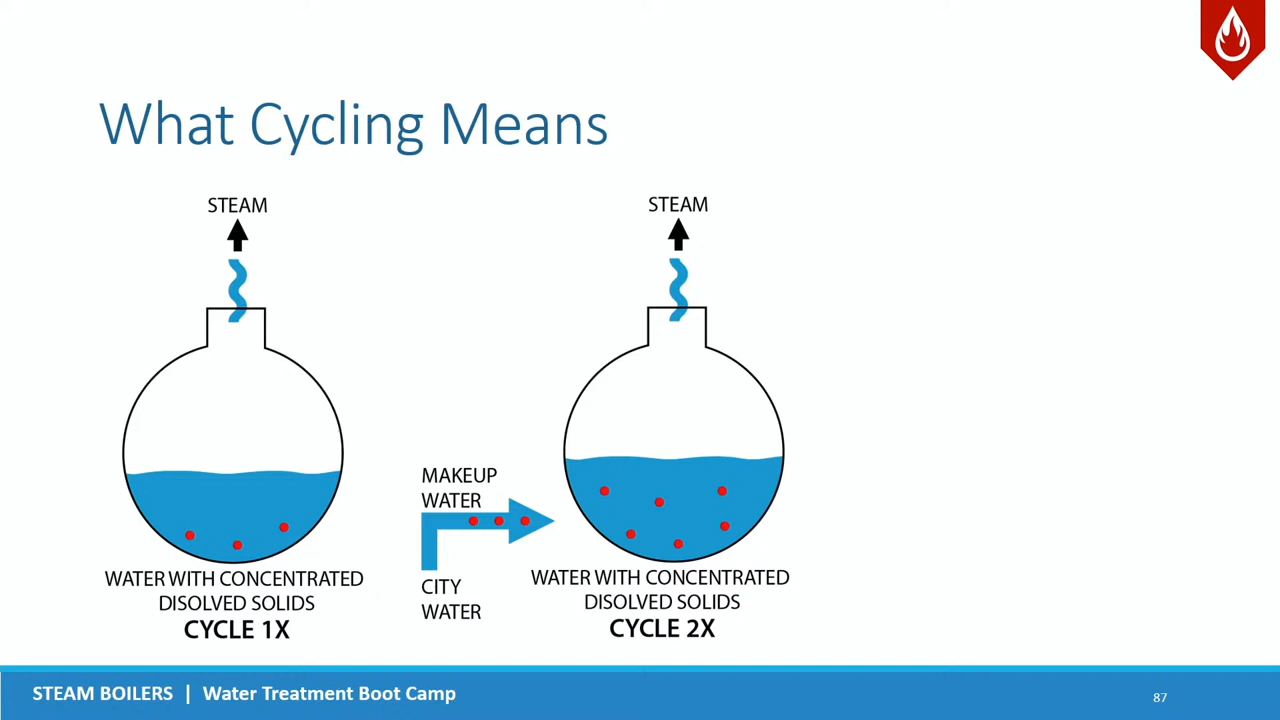 What Cycling Means
STEAM
WATER WITH CONCENTRATED
DISOLVED SOLIDS
CYCLE 1X
MAKEUP
WATER
CITY
WATER
STEAM
WATER WITH CONCENTRATED
DISOLVED SOLIDS
CYCLE 2X
STEAM BOILERS | Water Treatment Boot Camp
87